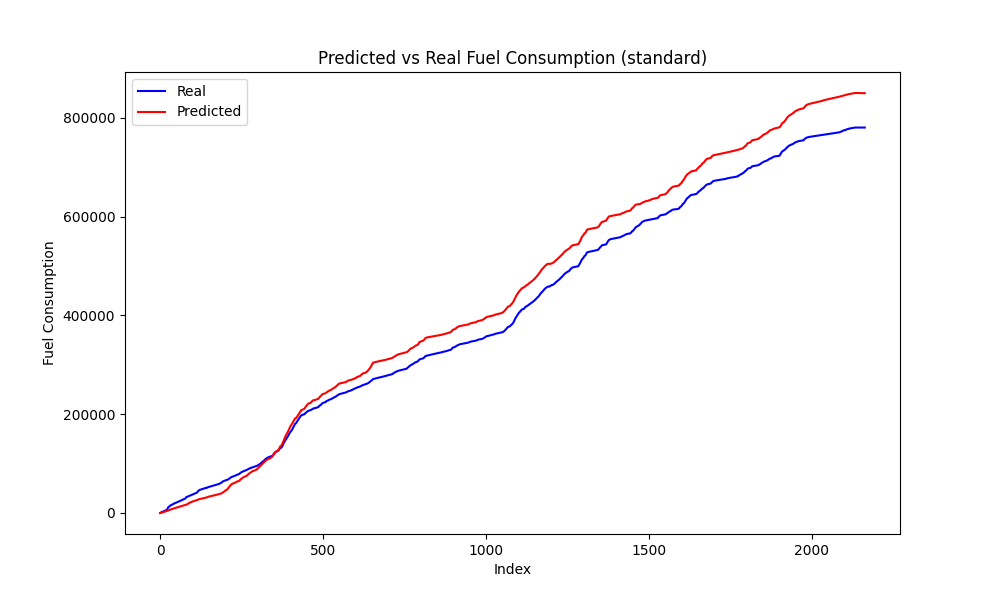 Predicted vs Real Fuel Consumption (standard)
Real
Predicted
Fuel Consumption
800000
600000
400000
200000
0
0 500 1000 1500 2000
Index